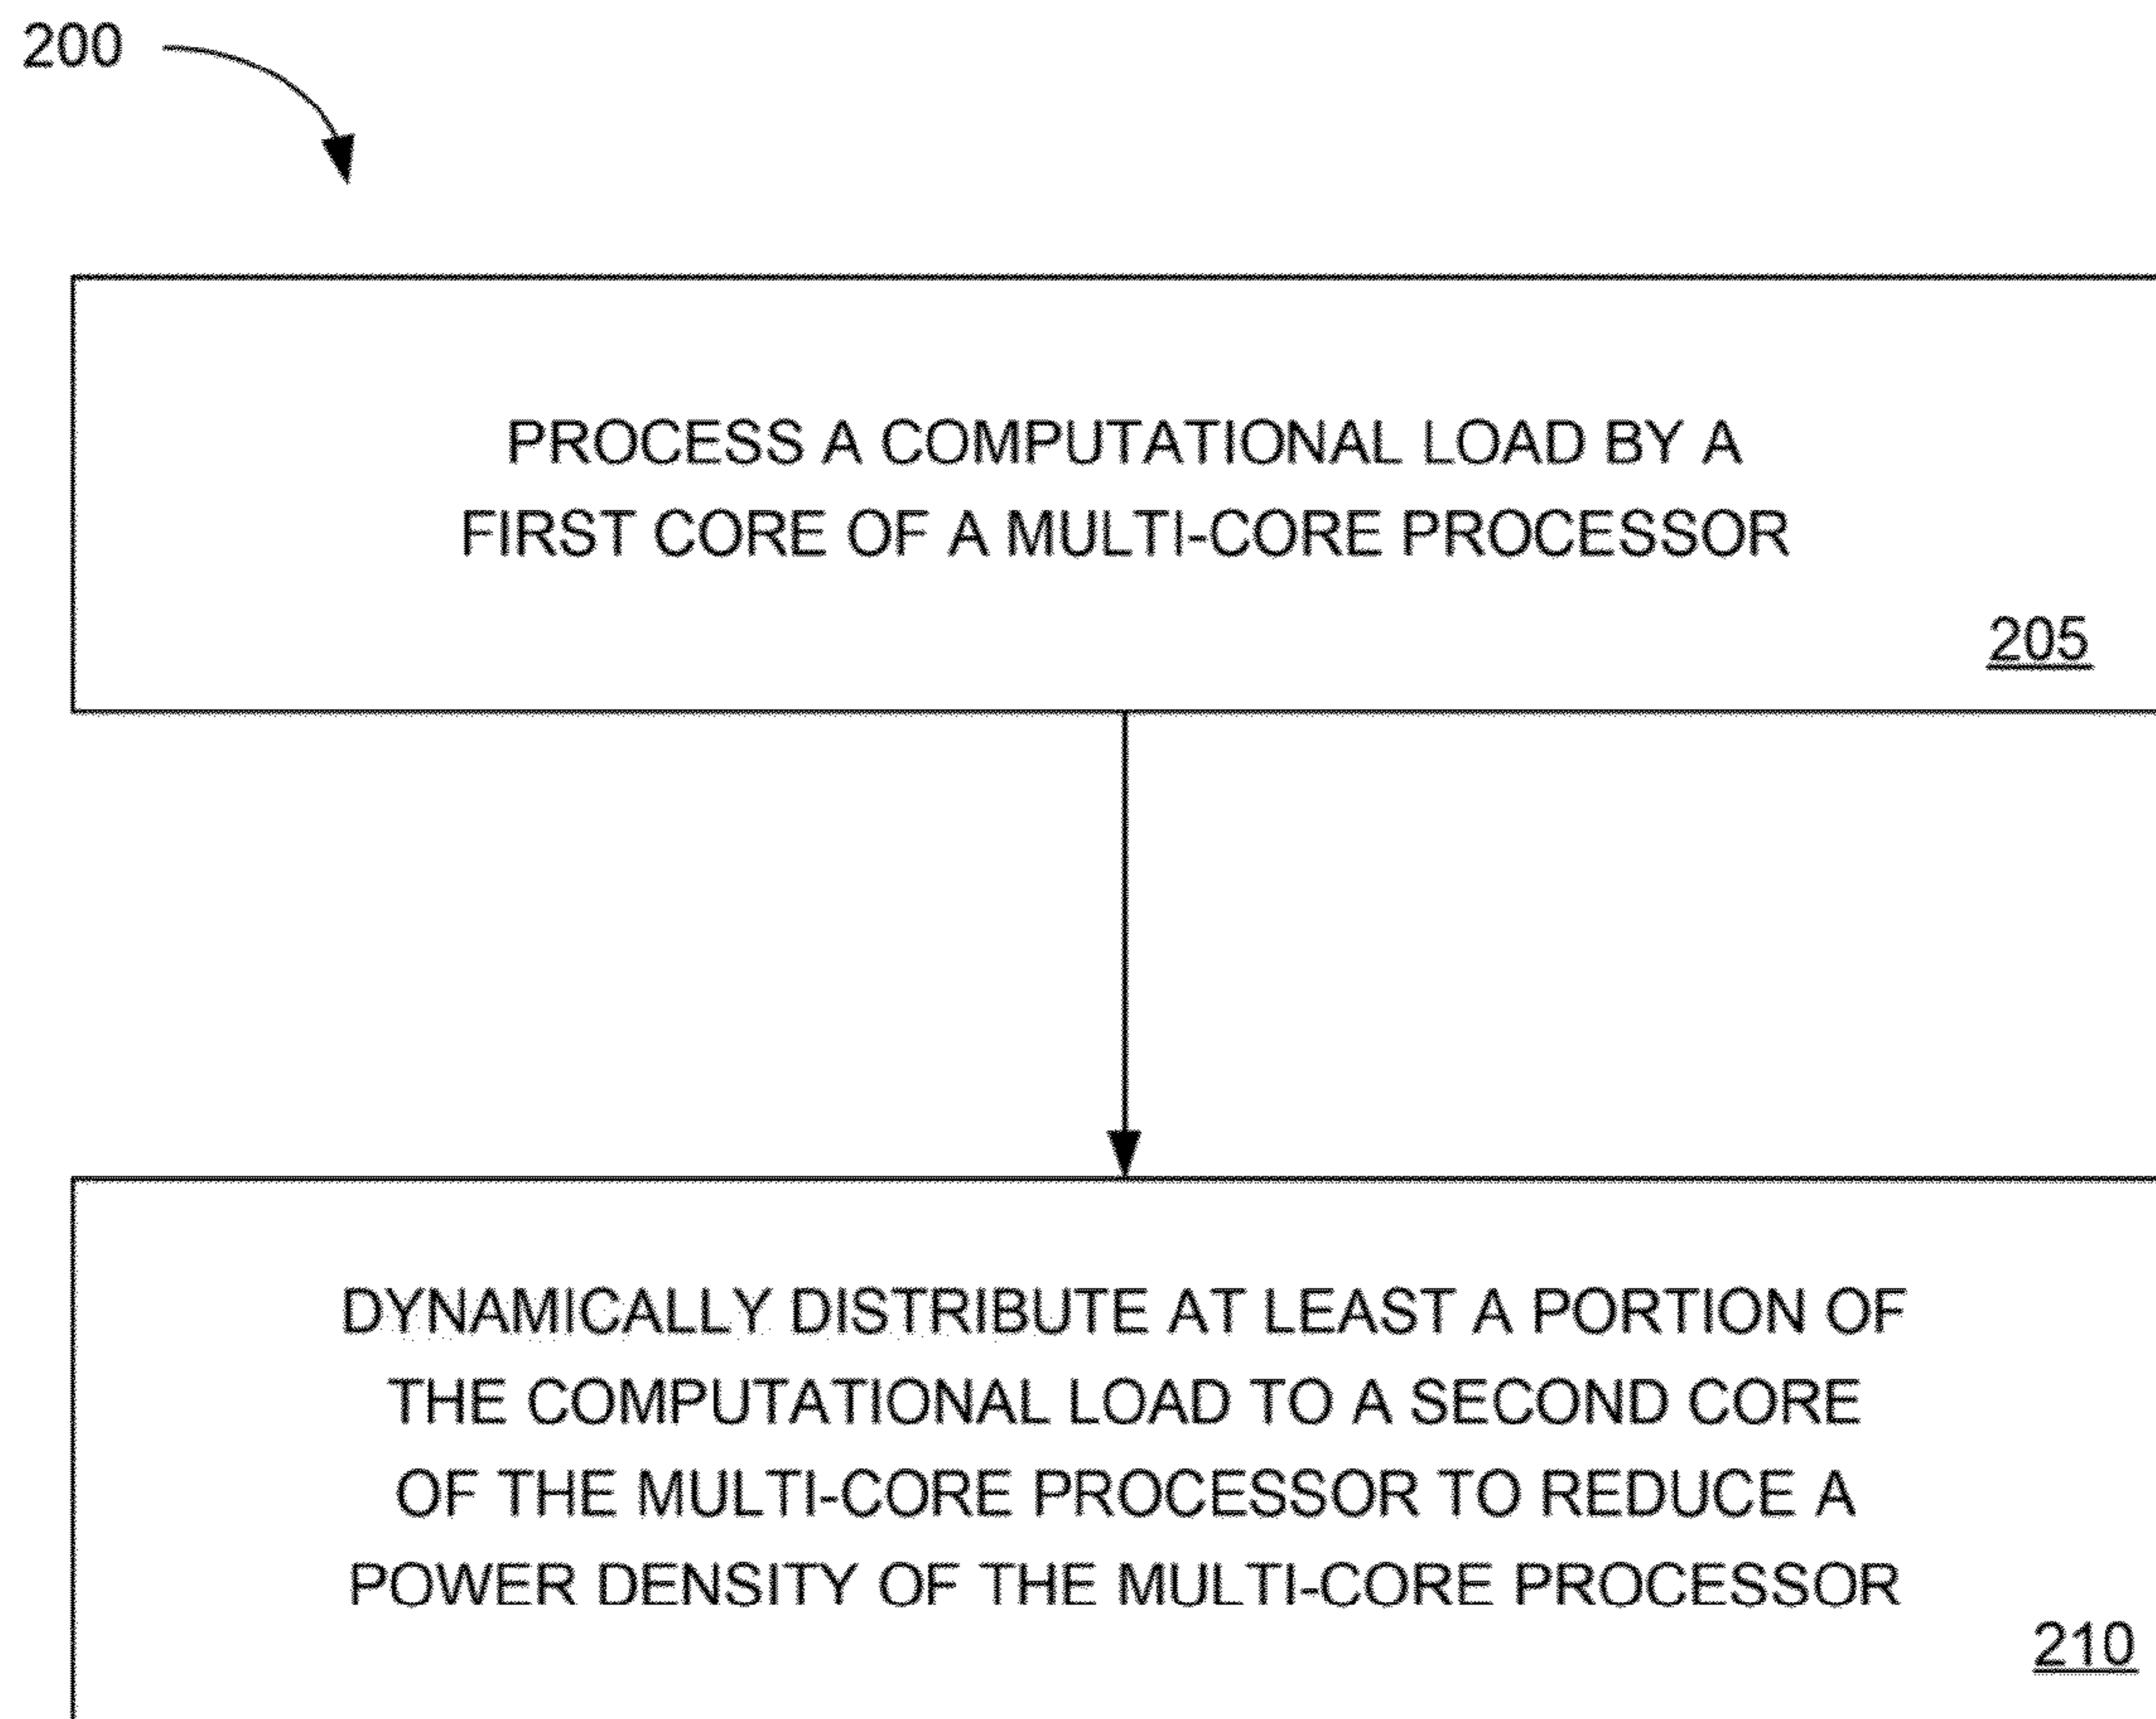 200
PROCESS A COMPUTATIONAL LOAD BY A
FIRST CORE OF A MULTI-CORE PROCESSOR
205
DYNAMICALLY DISTRIBUTE AT LEAST A PORTION OF
THE COMPUTATIONAL LOAD TO A SECOND CORE
OF THE MULTI-CORE PROCESSOR TO REDUCE A
POWER DENSITY OF THE MULTI-CORE PROCESSOR
210